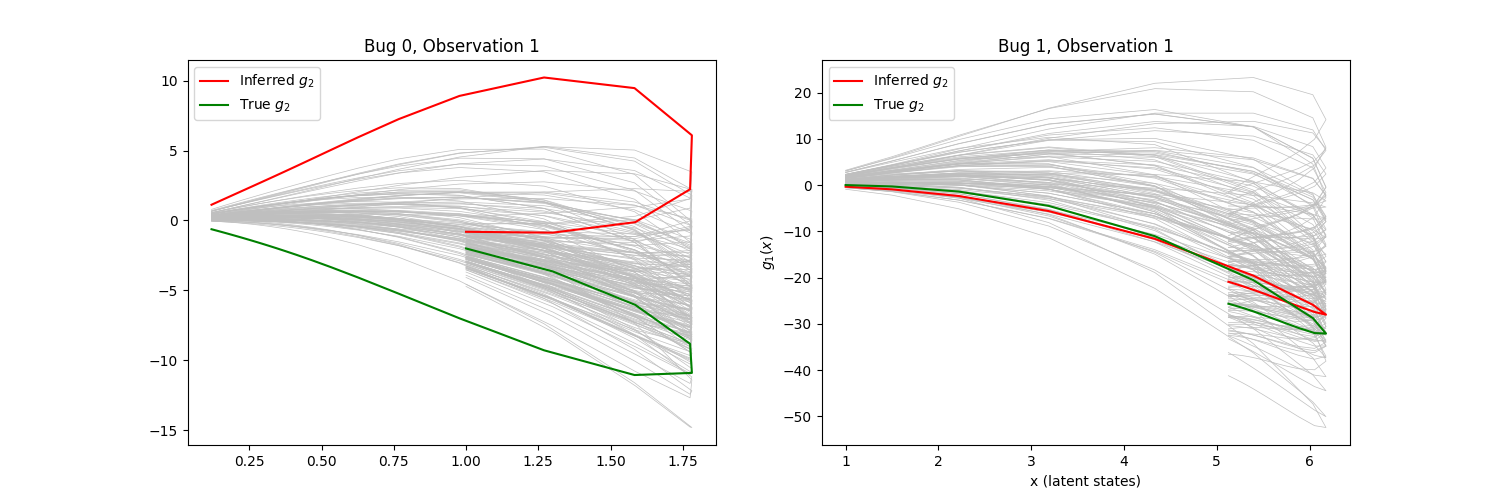 Bug 0, Observation 1
Inferred g₂
True g₂
10
5
0
−5
−10
−15
0.25 0.50 0.75 1.00 1.25 1.50 1.75
Bug 1, Observation 1
Inferred g₂
True g₂
20
10
0
−10
−20
−30
−40
−50
g₁(x)
1 2 3 4 5 6
x (latent states)